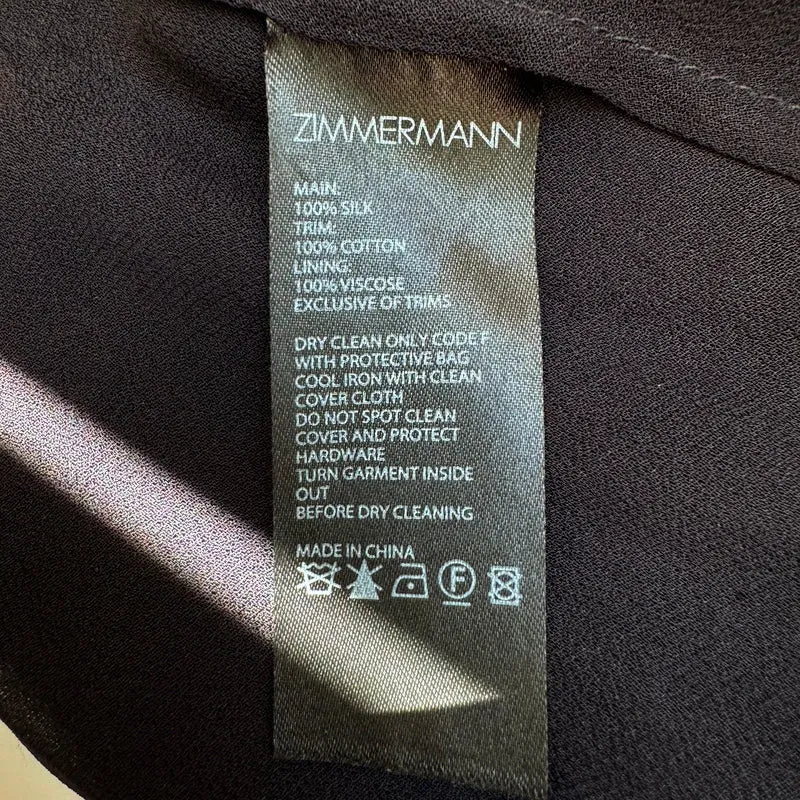 ZIMMERMANN
MAIN:
100% SILK
TRIM:
100% COTTON
LINING:
100% VISCOSE
EXCLUSIVE OF TRIMS
DRY CLEAN ONLY CODE F
WITH PROTECTIVE BAG
COOL IRON WITH CLEAN
COVER CLOTH
DO NOT SPOT CLEAN
COVER AND PROTECT
HARDWARE
TURN GARMENT INSIDE
OUT
BEFORE DRY CLEANING
MADE IN CHINA
F